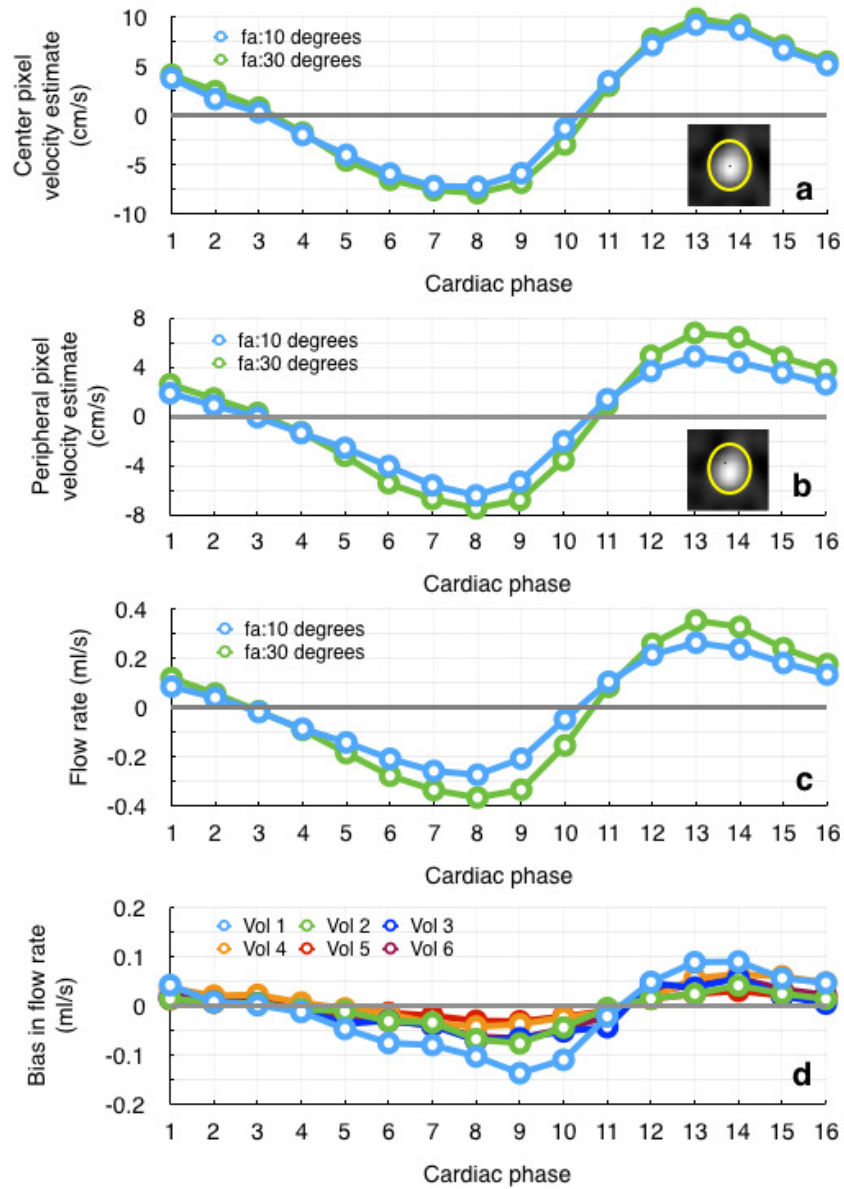 Center pixel
velocity estimate
(cm/s)
10
5
0
-5
-10
fa:10 degrees
fa:30 degrees
a
1 2 3 4 5 6 7 8 9 10 11 12 13 14 15 16
Cardiac phase
Peripheral pixel
velocity estimate
(cm/s)
8
4
0
-4
-8
fa:10 degrees
fa:30 degrees
b
1 2 3 4 5 6 7 8 9 10 11 12 13 14 15 16
Cardiac phase
Flow rate (ml/s)
0.4
0.2
0
-0.2
-0.4
fa:10 degrees
fa:30 degrees
c
1 2 3 4 5 6 7 8 9 10 11 12 13 14 15 16
Cardiac phase
Bias in flow rate
(ml/s)
0.2
0.1
0
-0.1
-0.2
Vol 1 Vol 2 Vol 3
Vol 4 Vol 5 Vol 6
d
1 2 3 4 5 6 7 8 9 10 11 12 13 14 15 16
Cardiac phase